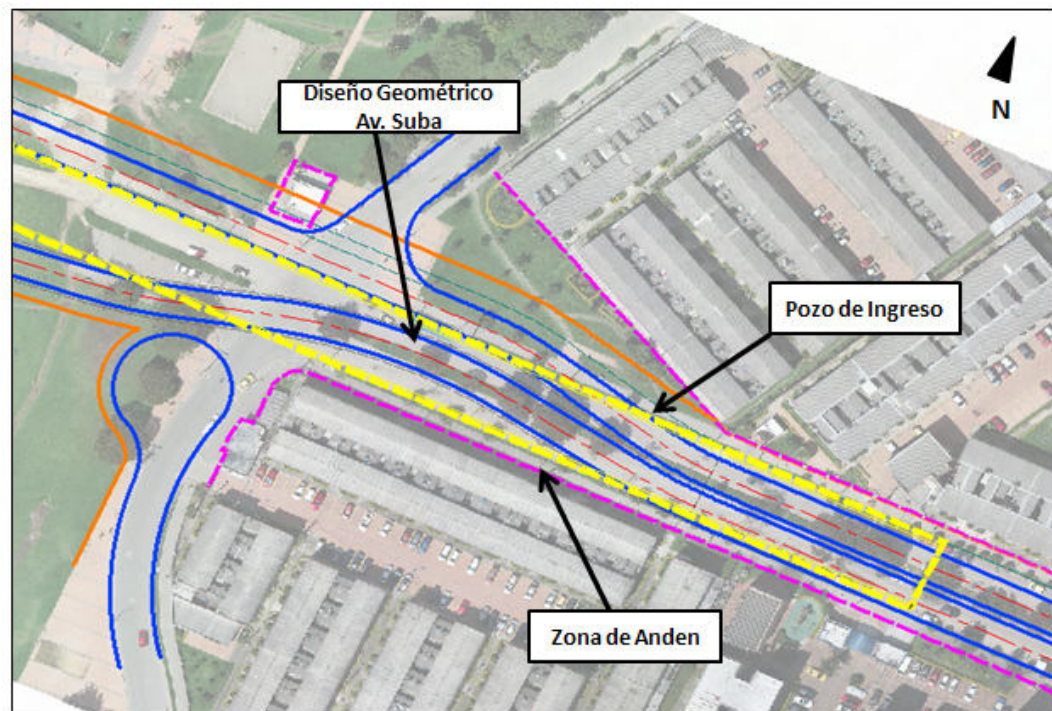 Diseño Geométrico
Av. Suba
N
Pozo de Ingreso
Zona de Anden